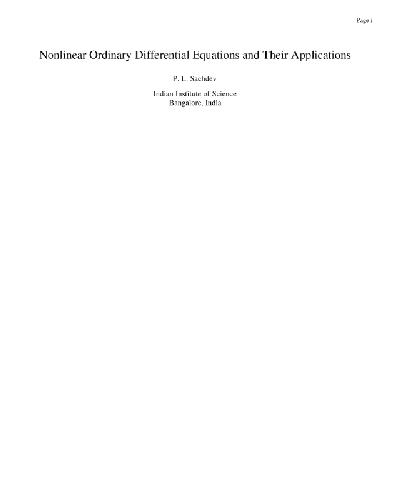 Page i
Nonlinear Ordinary Differential Equations and Their Applications
P. L. Sachdev
Indian Institute of Science
Bangalore, India